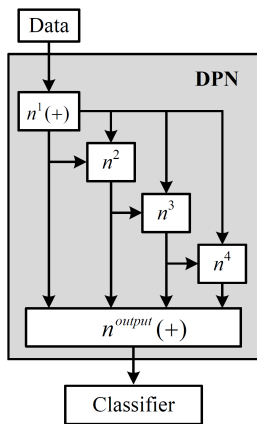 Data
DPN
n¹(+)
n²
n³
n⁴
n^output (+)
Classifier